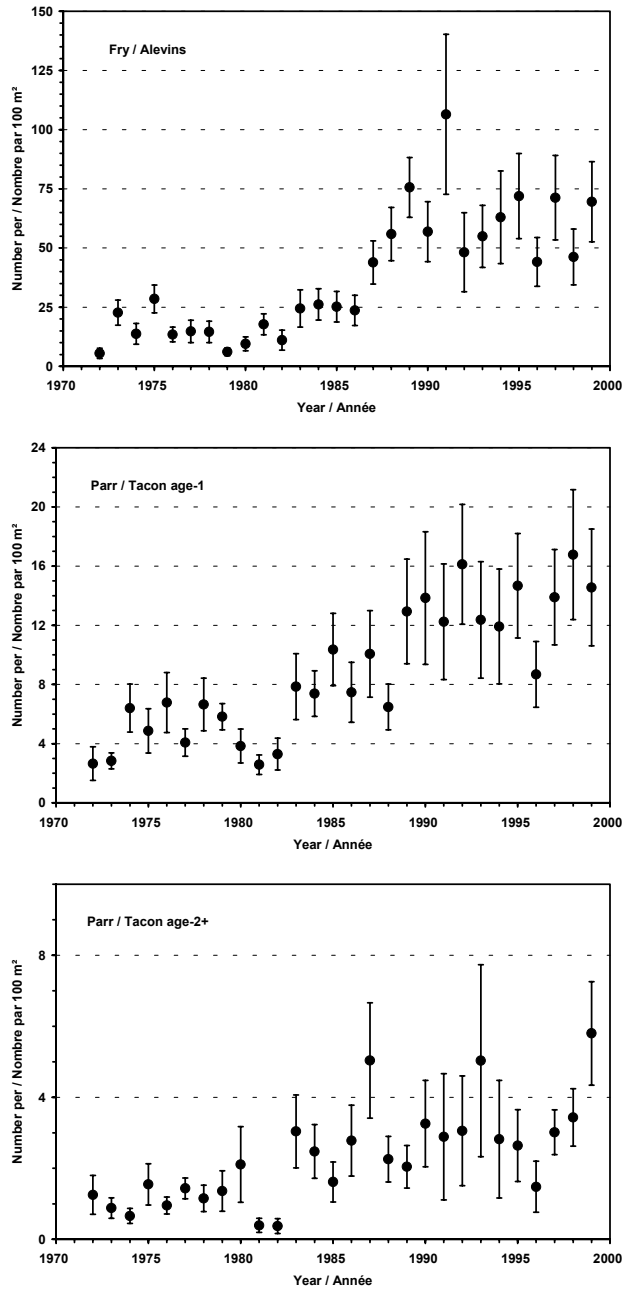 150
125
100
75
50
25
0
Fry / Alevins
Number per / Nombre par 100 m²
1970 1975 1980 1985 1990 1995 2000
Year / Année
24
20
16
12
8
4
0
Parr / Tacon age-1
Number per / Nombre par 100 m²
1970 1975 1980 1985 1990 1995 2000
Year / Année
8
4
0
Parr / Tacon age-2+
Number per / Nombre par 100 m²
1970 1975 1980 1985 1990 1995 2000
Year / Année